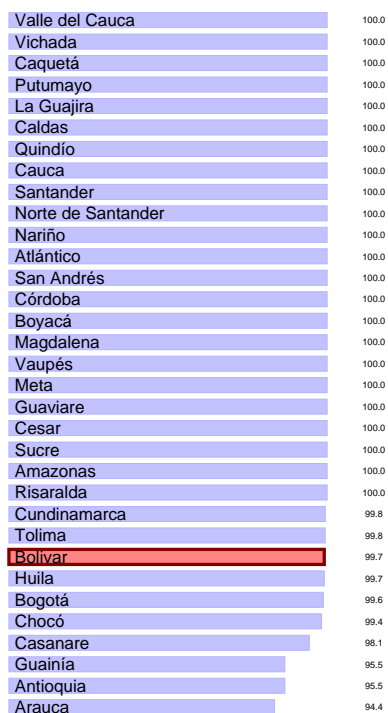 Valle del Cauca 100.0
Vichada 100.0
Caquetá 100.0
Putumayo 100.0
La Guajira 100.0
Caldas 100.0
Quindío 100.0
Cauca 100.0
Santander 100.0
Norte de Santander 100.0
Nariño 100.0
Atlántico 100.0
San Andrés 100.0
Córdoba 100.0
Boyacá 100.0
Magdalena 100.0
Vaupés 100.0
Meta 100.0
Guaviare 100.0
Cesar 100.0
Sucre 100.0
Amazonas 100.0
Risaralda 100.0
Cundinamarca 99.8
Tolima 99.8
Bolivar 99.7
Huila 99.7
Bogotá 99.6
Chocó 99.4
Casanare 98.1
Guainía 95.5
Antioquia 95.5
Arauca 94.4